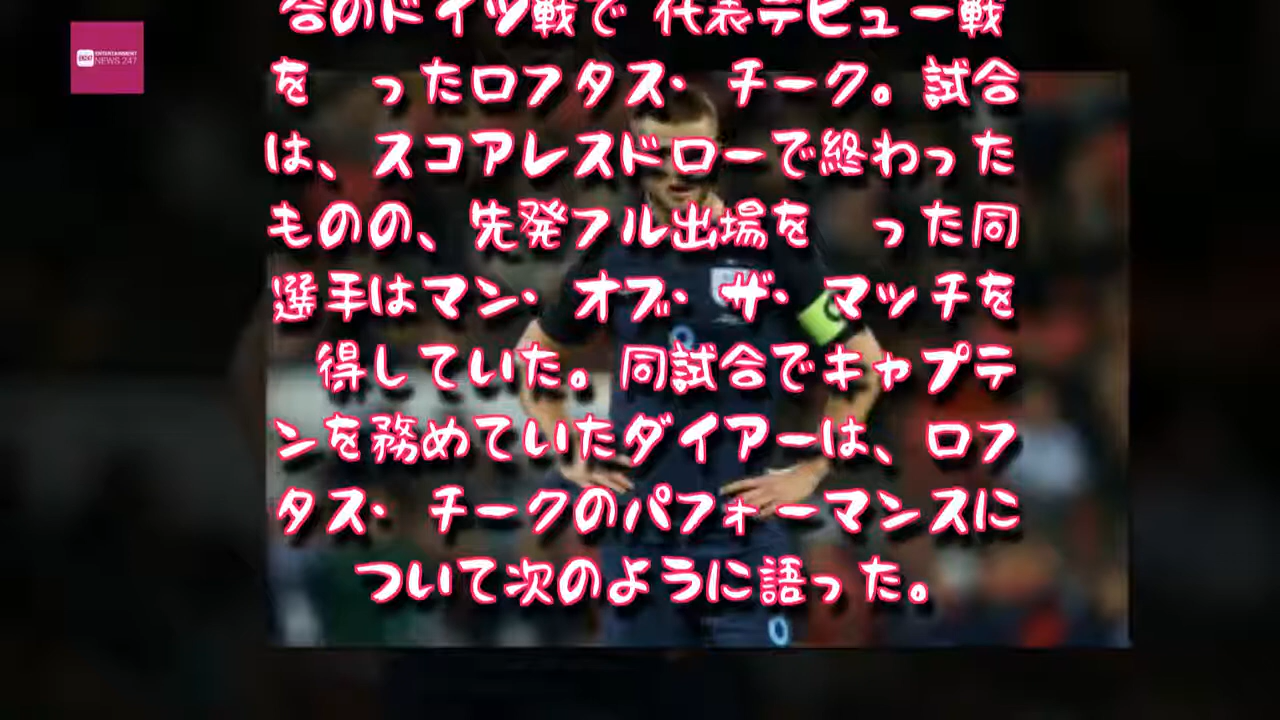 ENTERTAINMENT
NEWS 247
合のドイツ戦で 代表デビュー戦
を　ったロフタス・チーク。試合
は、スコアレスドローで終わった
ものの、先発フル出場を　った同
選手はマン・オブ・ザ・マッチを
得していた。同試合でキャプテ
ンを務めていたダイアーは、ロフ
タス・チークのパフォーマンスに
ついて次のように語った。